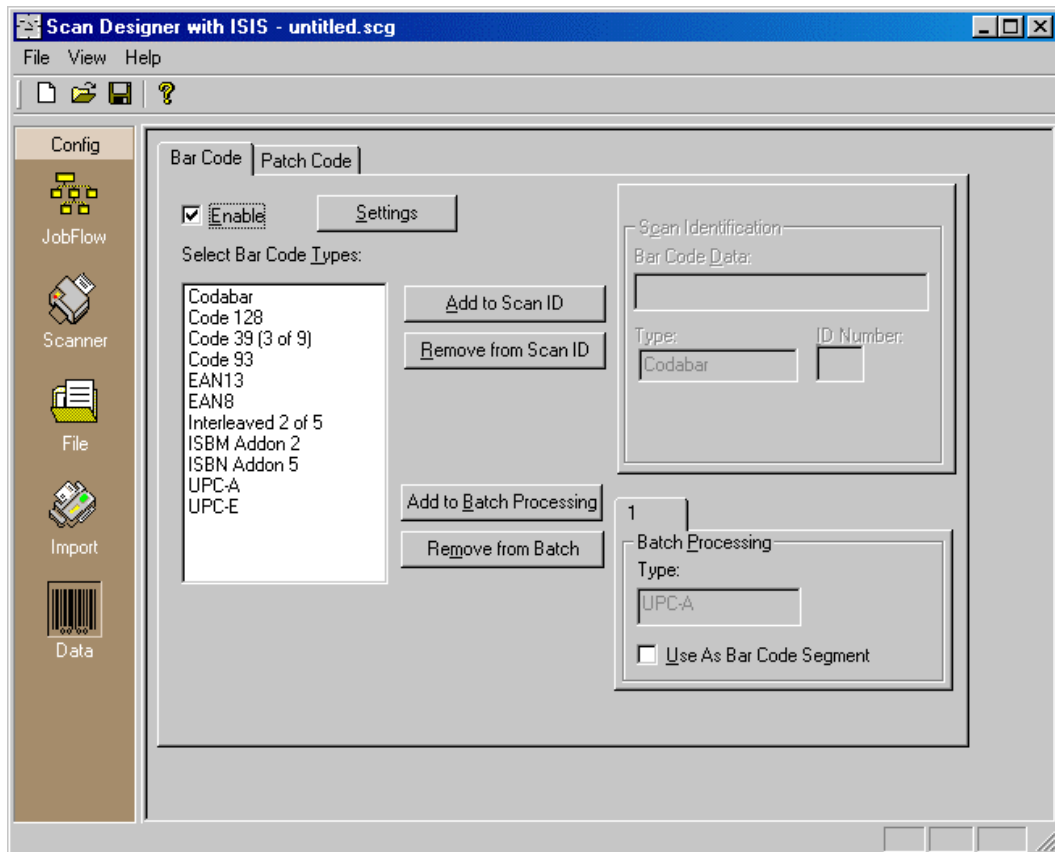 Scan Designer with ISIS - untitled.scg
File View Help
Config
JobFlow
Scanner
File
Import
Data
Bar Code Patch Code
Enable Settings
Select Bar Code Types:
Codabar
Code 128
Code 39 (3 of 9)
Code 93
EAN13
EAN8
Interleaved 2 of 5
ISBM Addon 2
ISBN Addon 5
UPC-A
UPC-E
Add to Scan ID
Remove from Scan ID
Add to Batch Processing
Remove from Batch
Scan Identification
Bar Code Data:
Type: ID Number:
Codabar
1
Batch Processing
Type:
UPC-A
Use As Bar Code Segment